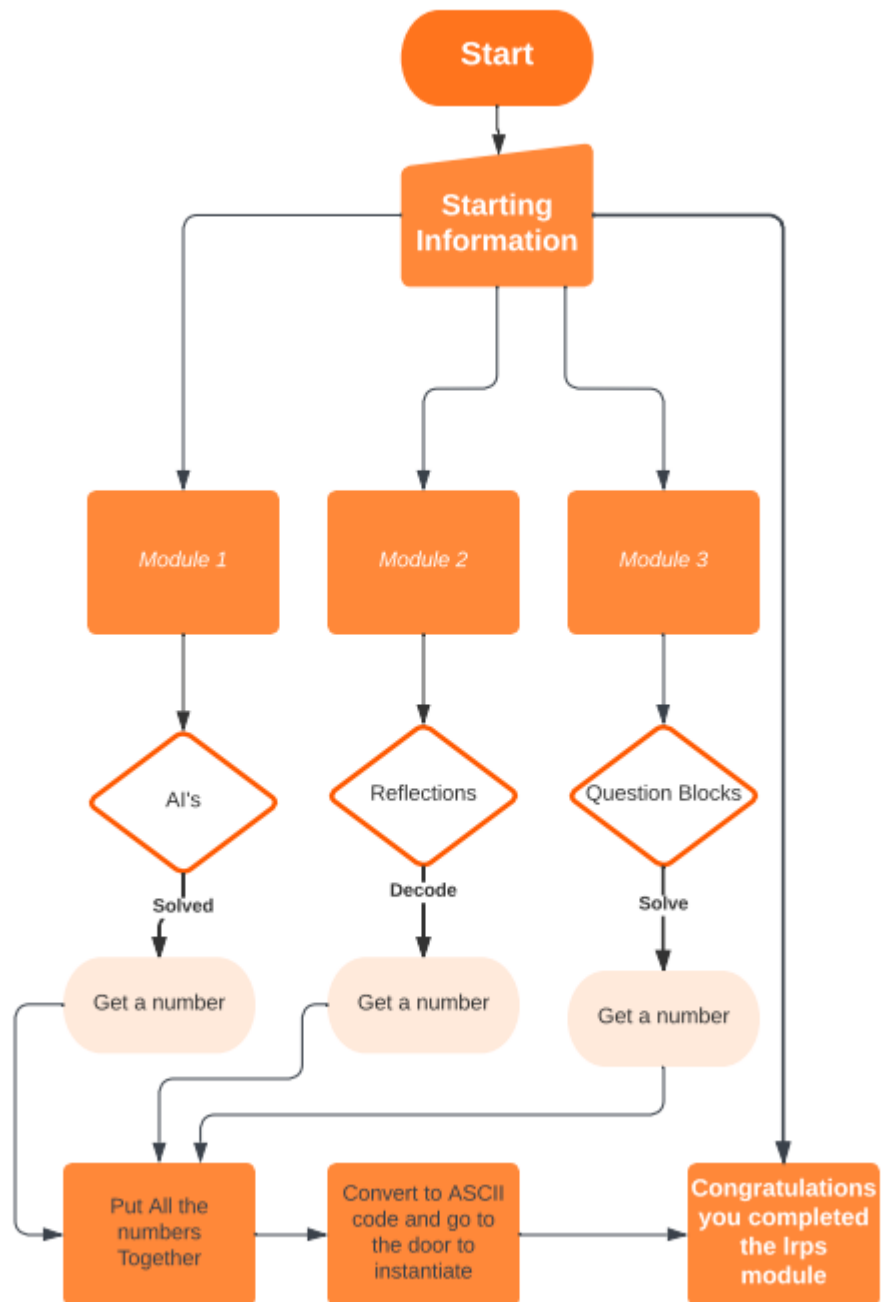 Start
Starting
Information
Module 1
Module 2
Module 3
AI's
Reflections
Question Blocks
Solved
Decode
Solve
Get a number
Get a number
Get a number
Put All the
numbers
Together
Convert to ASCII
code and go to
the door to
instantiate
Congratulations
you completed
the Irps
module